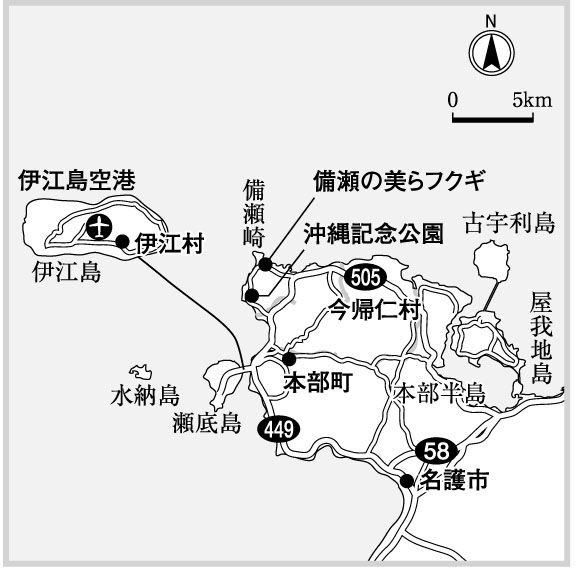 N
0 5km
伊江島空港
備瀬の美らフクギ
備瀬崎
沖縄記念公園
古宇利島
伊江村
伊江島
505
今帰仁村
屋我地島
本部町
水納島
本部半島
瀬底島
449
58
名護市